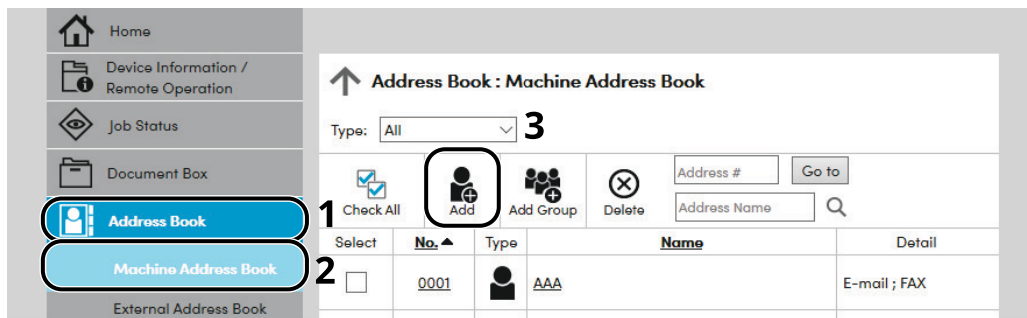 Home
Device Information /
Remote Operation
Job Status
Document Box
Address Book
1
Machine Address Book
2
External Address Book
Address Book : Machine Address Book
Type: All
3
Check All
Add
Add Group
Delete
Address #
Go to
Address Name
Select No. Type Name Detail
0001 AAA E-mail ; FAX